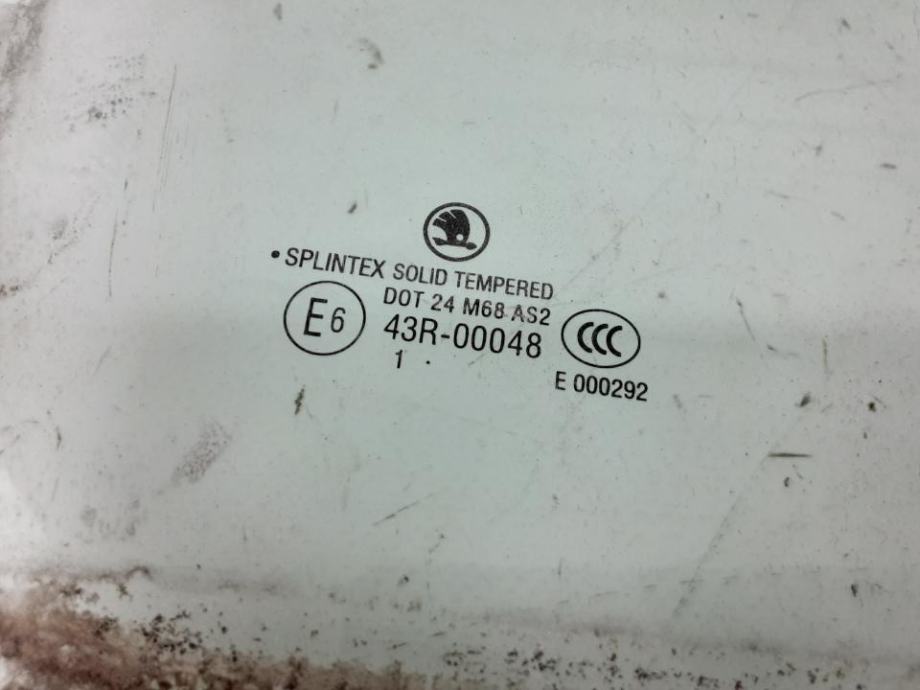 • SPLINTEX SOLID TEMPERED
DOT 24 M68 AS2
E6 43R-00048 CCC
1 .
E 000292